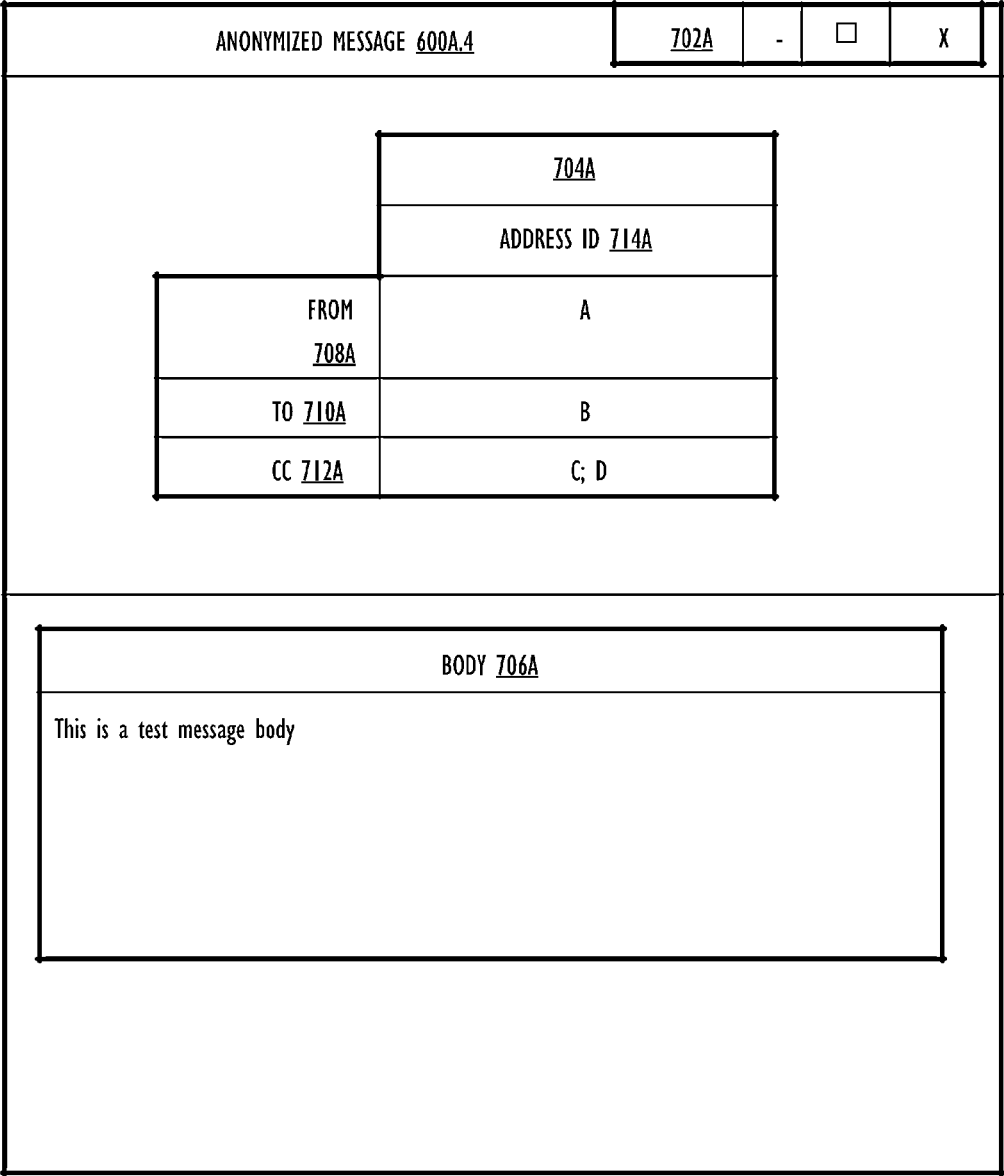 ANONYMIZED MESSAGE 600A.4 702A - □ X
704A
ADDRESS ID 714A
FROM A
708A
TO 710A B
CC 712A C; D
BODY 706A
This is a test message body